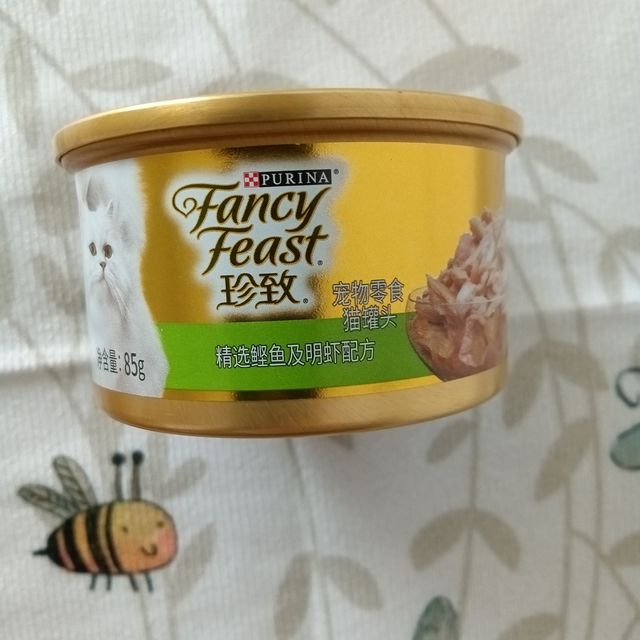 PURINA®
Fancy
Feast®
珍致®
宠物零食
猫罐头
精选鲣鱼及明虾配方
净含量: 85g